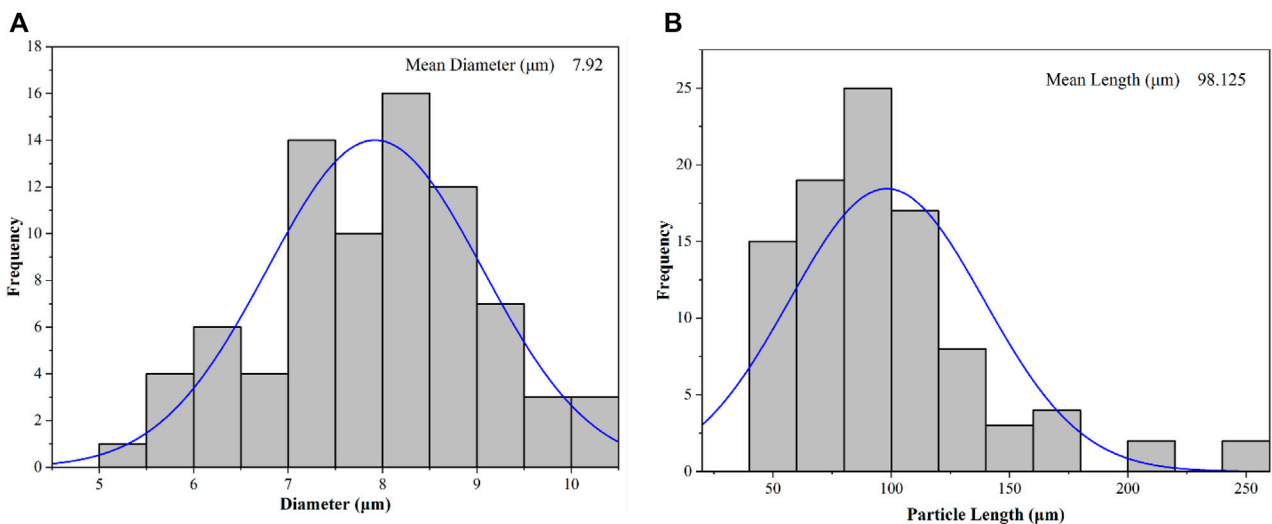 A
Mean Diameter (μm) 7.92
Frequency
18
16
14
12
10
8
6
4
2
0
5 6 7 8 9 10
Diameter (μm)
B
Mean Length (μm) 98.125
Frequency
25
20
15
10
5
0
50 100 150 200 250
Particle Length (μm)